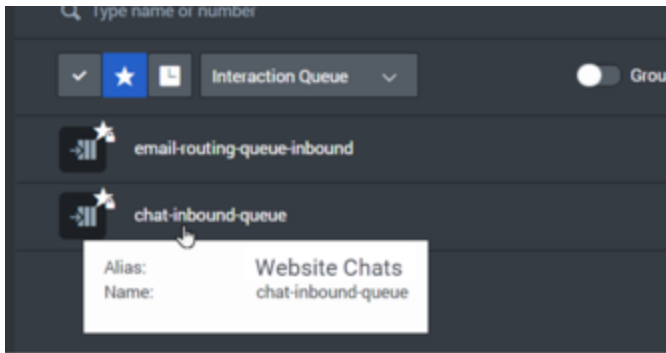 Type name or number
Interaction Queue
Grou
email-routing-queue-inbound
chat-inbound-queue
Alias: Website Chats
Name: chat-inbound-queue